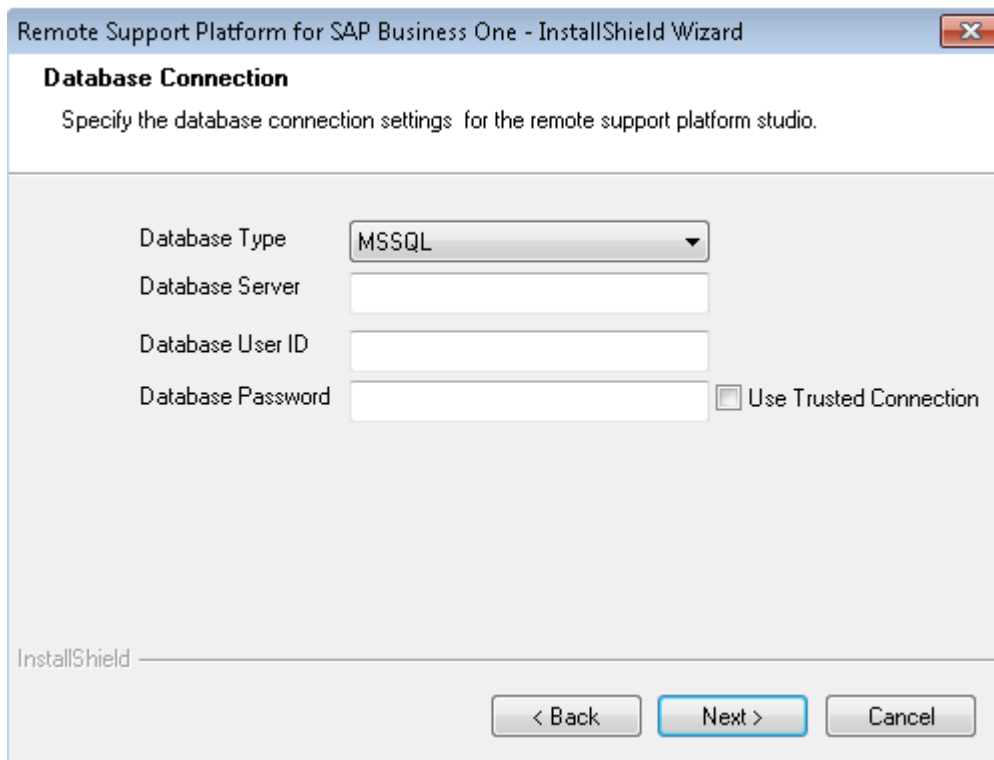 Remote Support Platform for SAP Business One - InstallShield Wizard
Database Connection
Specify the database connection settings for the remote support platform studio.
Database Type MSSQL
Database Server
Database User ID
Database Password Use Trusted Connection
InstallShield
< Back Next > Cancel